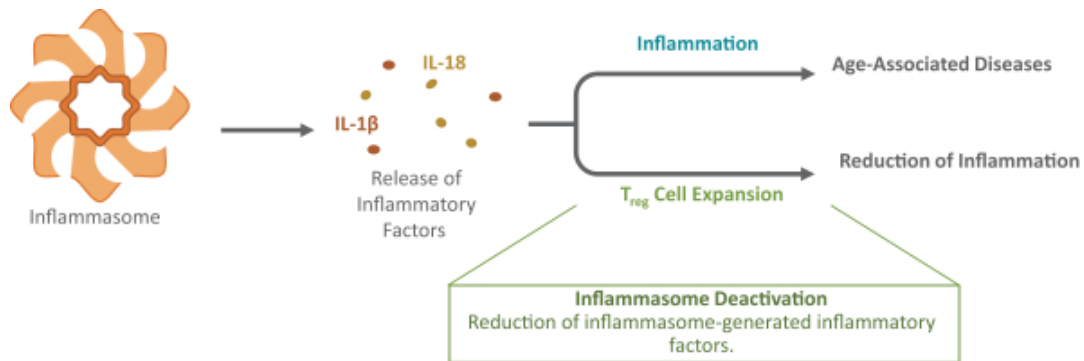 Inflammasome
IL-18
IL-1β
Release of
Inflammatory
Factors
Inflammation
Age-Associated Diseases
Reduction of Inflammation
Treg Cell Expansion
Inflammasome Deactivation
Reduction of inflammasome-generated inflammatory
factors.